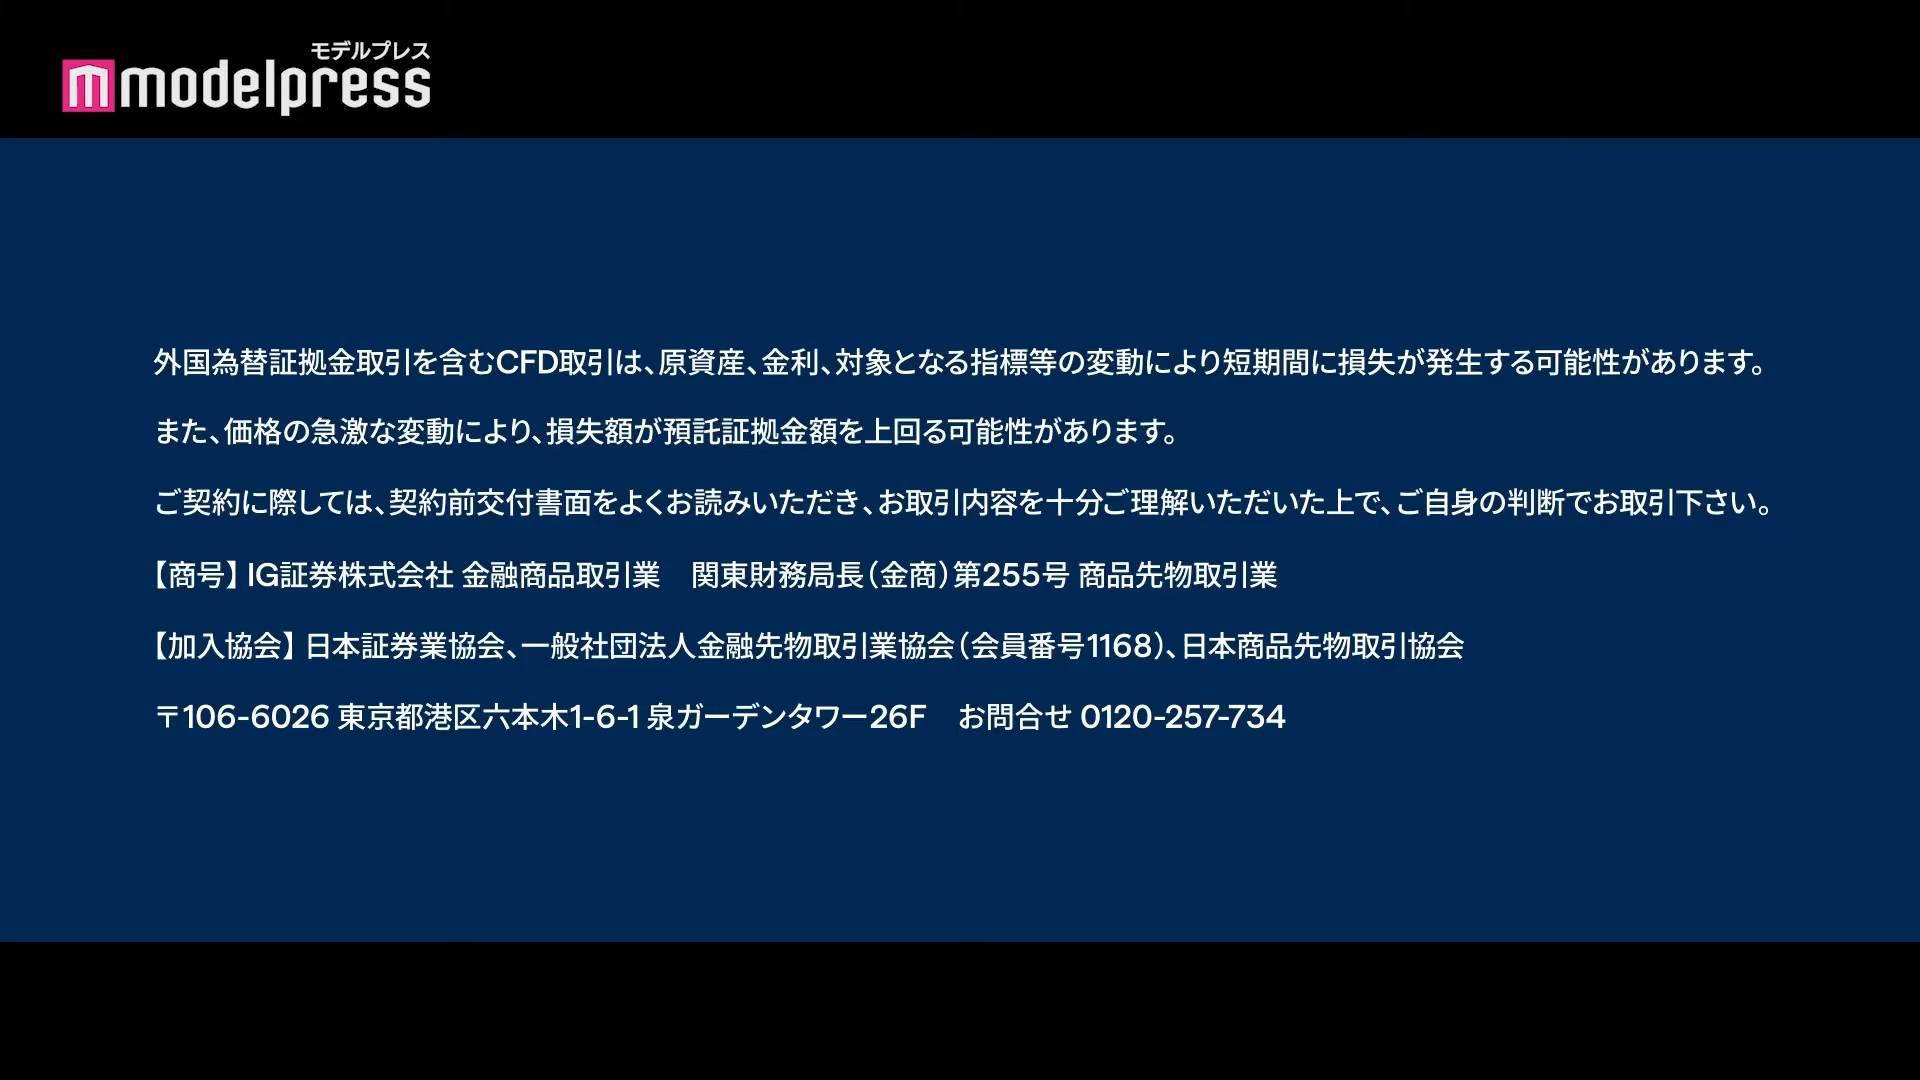 モデルプレス
modelpress
外国為替証拠金取引を含むCFD取引は、原資産、金利、対象となる指標等の変動により短期間に損失が発生する可能性があります。
また、価格の急激な変動により、損失額が預託証拠金額を上回る可能性があります。
ご契約に際しては、契約前交付書面をよくお読みいただき、お取引内容を十分ご理解いただいた上で、ご自身の判断でお取引下さい。
【商号】 IG証券株式会社 金融商品取引業　関東財務局長（金商）第255号 商品先物取引業
【加入協会】 日本証券業協会、一般社団法人金融先物取引業協会（会員番号1168）、日本商品先物取引協会
〒106-6026 東京都港区六本木1-6-1 泉ガーデンタワー26F　お問合せ 0120-257-734